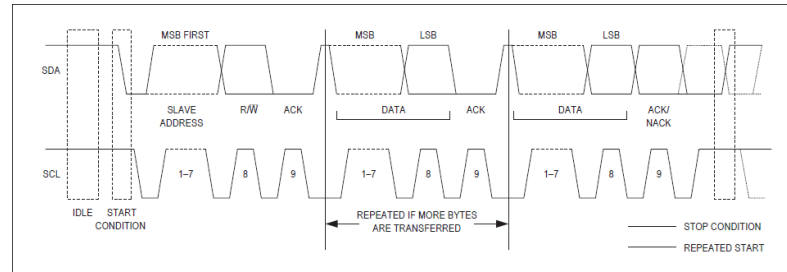 MSB FIRST
MSB LSB
MSB LSB
SDA
SLAVE
ADDRESS
R/W̅
ACK
DATA
ACK
DATA
ACK/
NACK
SCL
1–7
8
9
1–7
8
9
1–7
8
9
IDLE
START
CONDITION
REPEATED IF MORE BYTES
ARE TRANSFERRED
STOP CONDITION
REPEATED START